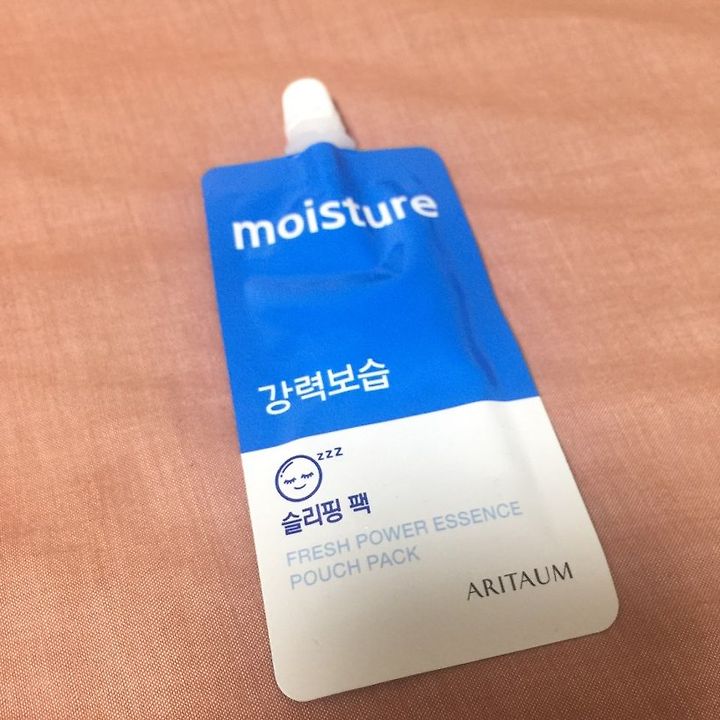 moisture
강력보습
zzz
슬리핑 팩
FRESH POWER ESSENCE
POUCH PACK
ARITAUM